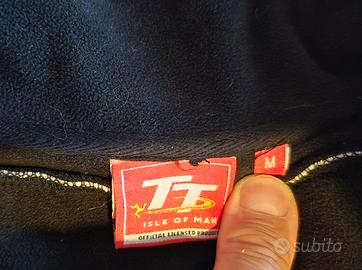 TT
M
ISLE OF MAN
OFFICIAL LICENSED PRODUCT
subito